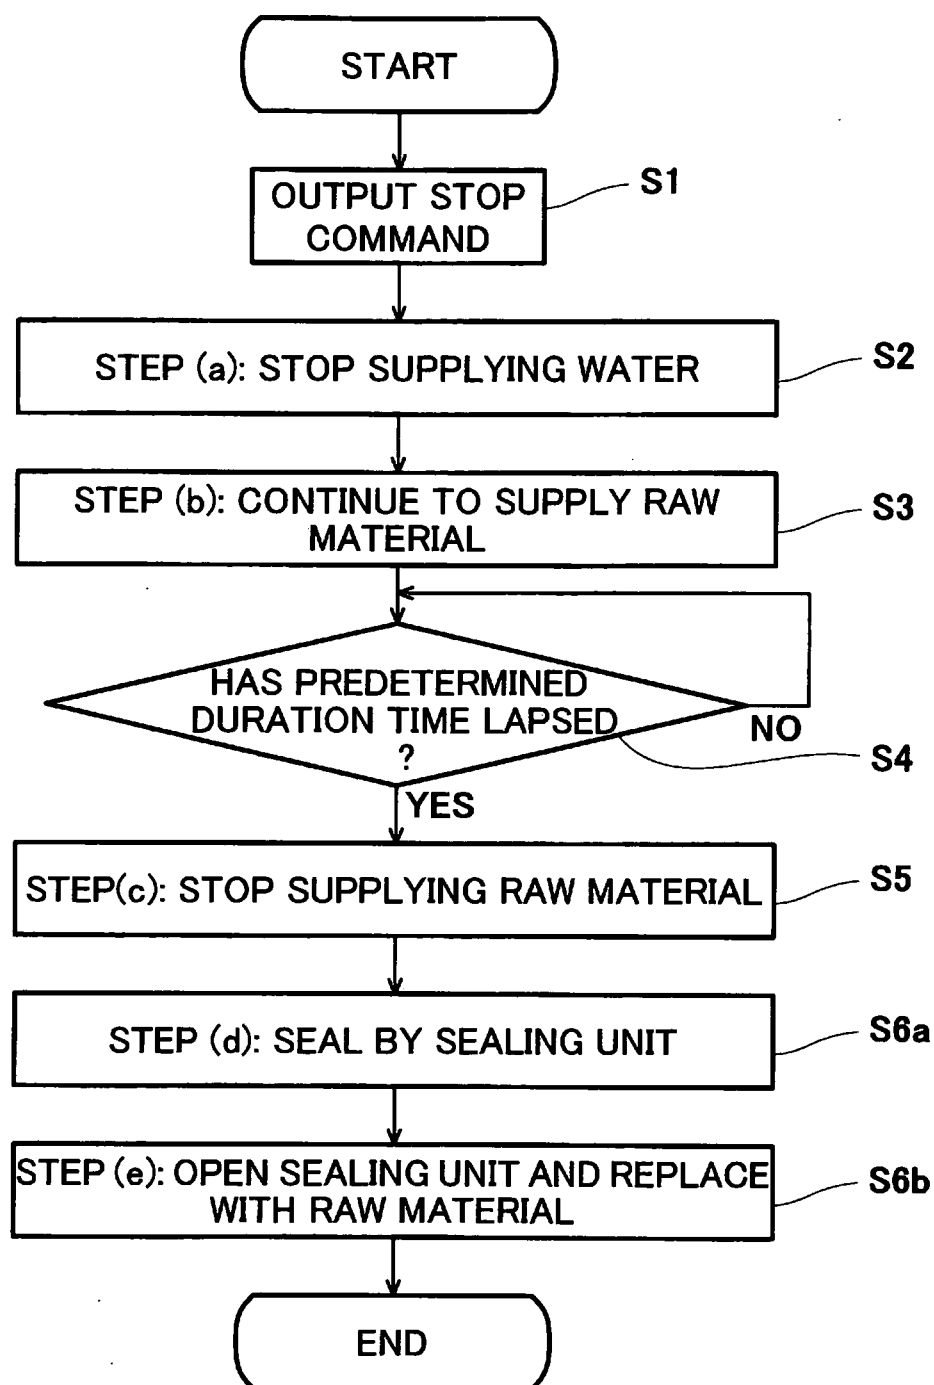 START
OUTPUT STOP
COMMAND
S1
STEP (a): STOP SUPPLYING WATER
S2
STEP (b): CONTINUE TO SUPPLY RAW
MATERIAL
S3
HAS PREDETERMINED
DURATION TIME LAPSED
?
NO
S4
YES
STEP(c): STOP SUPPLYING RAW MATERIAL
S5
STEP (d): SEAL BY SEALING UNIT
S6a
STEP (e): OPEN SEALING UNIT AND REPLACE
WITH RAW MATERIAL
S6b
END